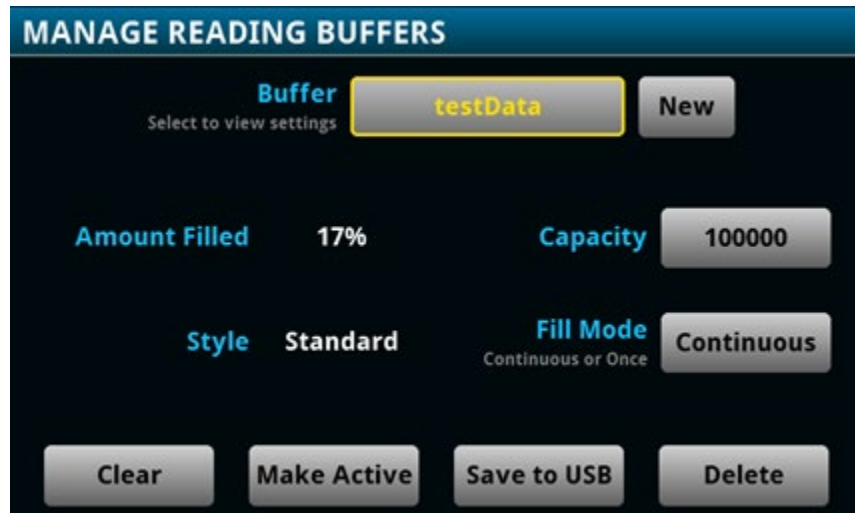 MANAGE READING BUFFERS
Buffer
Select to view settings
testData
New
Amount Filled
17%
Capacity
100000
Style
Standard
Fill Mode
Continuous or Once
Continuous
Clear
Make Active
Save to USB
Delete